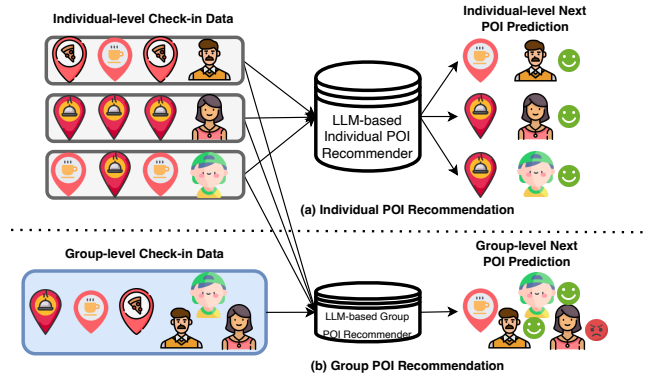 Individual-level Check-in Data
Individual-level Next
POI Prediction
LLM-based
Individual POI
Recommender
(a) Individual POI Recommendation
Group-level Check-in Data
Group-level Next
POI Prediction
LLM-based Group
POI Recommender
(b) Group POI Recommendation